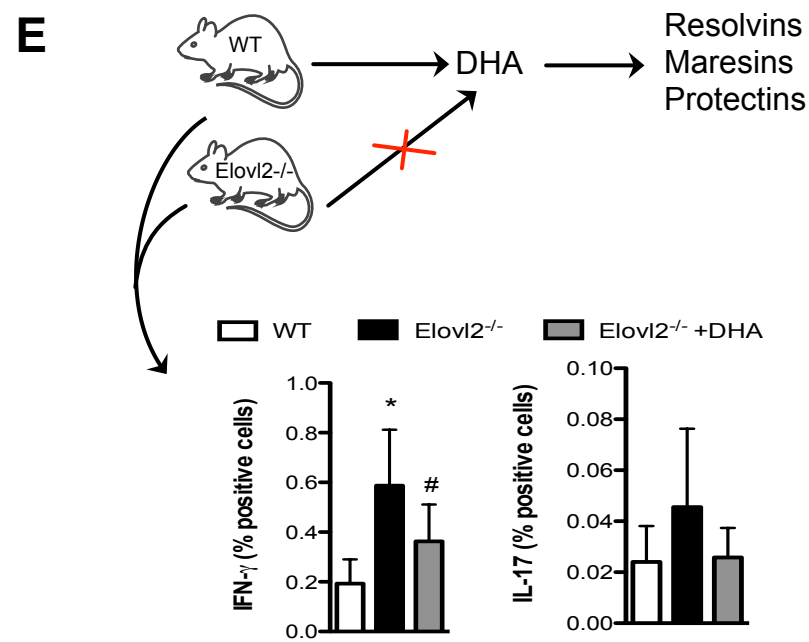 E
WT
DHA
Resolvins
Maresins
Protectins
Elovl2-/-
WT
Elovl2-/-
Elovl2-/- +DHA
IFN-γ (% positive cells)
1.0
0.8
0.6
0.4
0.2
0.0
*
#
IL-17 (% positive cells)
0.10
0.08
0.06
0.04
0.02
0.00